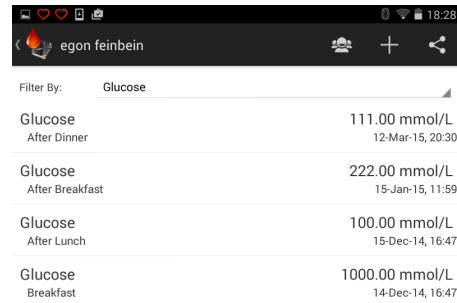 18:28
egon feinbein
Filter By: Glucose
Glucose 111.00 mmol/L
After Dinner 12-Mar-15, 20:30
Glucose 222.00 mmol/L
After Breakfast 15-Jan-15, 11:59
Glucose 100.00 mmol/L
After Lunch 15-Dec-14, 16:47
Glucose 1000.00 mmol/L
Breakfast 14-Dec-14, 16:47